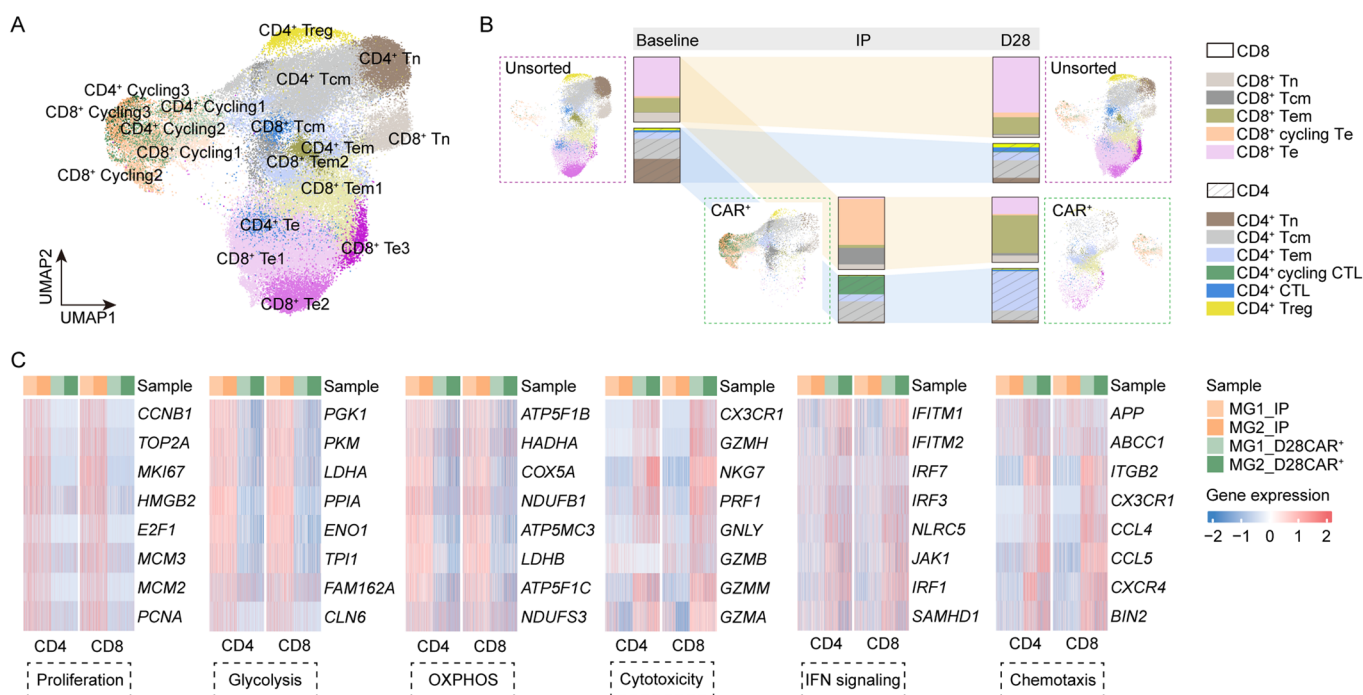 A
CD4⁺ Treg
CD4⁺ Tn
CD4⁺ Tcm
CD4⁺ Cycling3
CD8⁺ Cycling3
CD4⁺ Cycling1
CD4⁺ Cycling2
CD8⁺ Tcm
CD8⁺ Tn
CD8⁺ Cycling1
CD4⁺ Tem
CD8⁺ Tem2
CD8⁺ Cycling2
CD8⁺ Tem1
CD4⁺ Te
CD8⁺ Te3
CD8⁺ Te1
CD8⁺ Te2
UMAP2
UMAP1
B
Baseline IP D28
Unsorted
Unsorted
CAR⁺
CAR⁺
CD8
CD8⁺ Tn
CD8⁺ Tcm
CD8⁺ Tem
CD8⁺ cycling Te
CD8⁺ Te
CD4
CD4⁺ Tn
CD4⁺ Tcm
CD4⁺ Tem
CD4⁺ cycling CTL
CD4⁺ CTL
CD4⁺ Treg
C
Sample
CCNB1
TOP2A
MKI67
HMGB2
E2F1
MCM3
MCM2
PCNA
CD4 CD8
Proliferation
Sample
PGK1
PKM
LDHA
PPIA
ENO1
TPI1
FAM162A
CLN6
CD4 CD8
Glycolysis
Sample
ATP5F1B
HADHA
COX5A
NDUFB1
ATP5MC3
LDHB
ATP5F1C
NDUFS3
CD4 CD8
OXPHOS
Sample
CX3CR1
GZMH
NKG7
PRF1
GNLY
GZMB
GZMM
GZMA
CD4 CD8
Cytotoxicity
Sample
IFITM1
IFITM2
IRF7
IRF3
NLRC5
JAK1
IRF1
SAMHD1
CD4 CD8
IFN signaling
Sample
APP
ABCC1
ITGB2
CX3CR1
CCL4
CCL5
CXCR4
BIN2
CD4 CD8
Chemotaxis
Sample
MG1_IP
MG2_IP
MG1_D28CAR⁺
MG2_D28CAR⁺
Gene expression
−2 −1 0 1 2